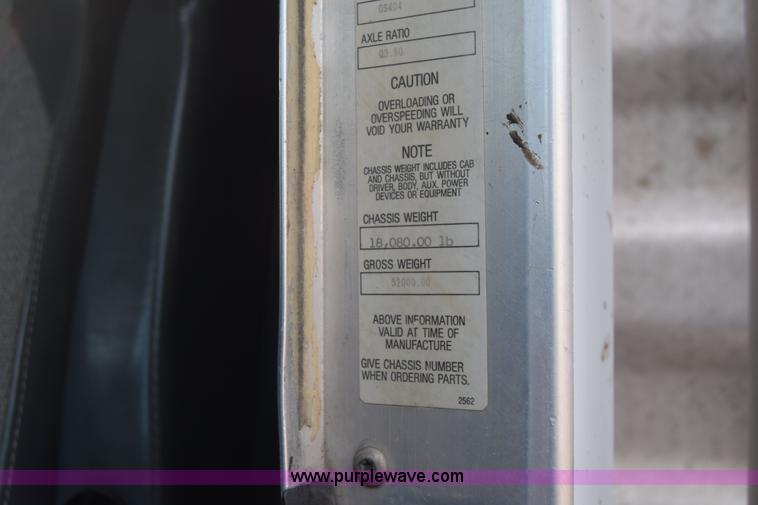 DS404
AXLE RATIO
03.90
CAUTION
OVERLOADING OR
OVERSPEEDING WILL
VOID YOUR WARRANTY
NOTE
CHASSIS WEIGHT INCLUDES CAB
AND CHASSIS, BUT WITHOUT
DRIVER, BODY, AUX. POWER
DEVICES OR EQUIPMENT
CHASSIS WEIGHT
18,080.00 lb
GROSS WEIGHT
52000.00
ABOVE INFORMATION
VALID AT TIME OF
MANUFACTURE
GIVE CHASSIS NUMBER
WHEN ORDERING PARTS.
2562
www.purplewave.com